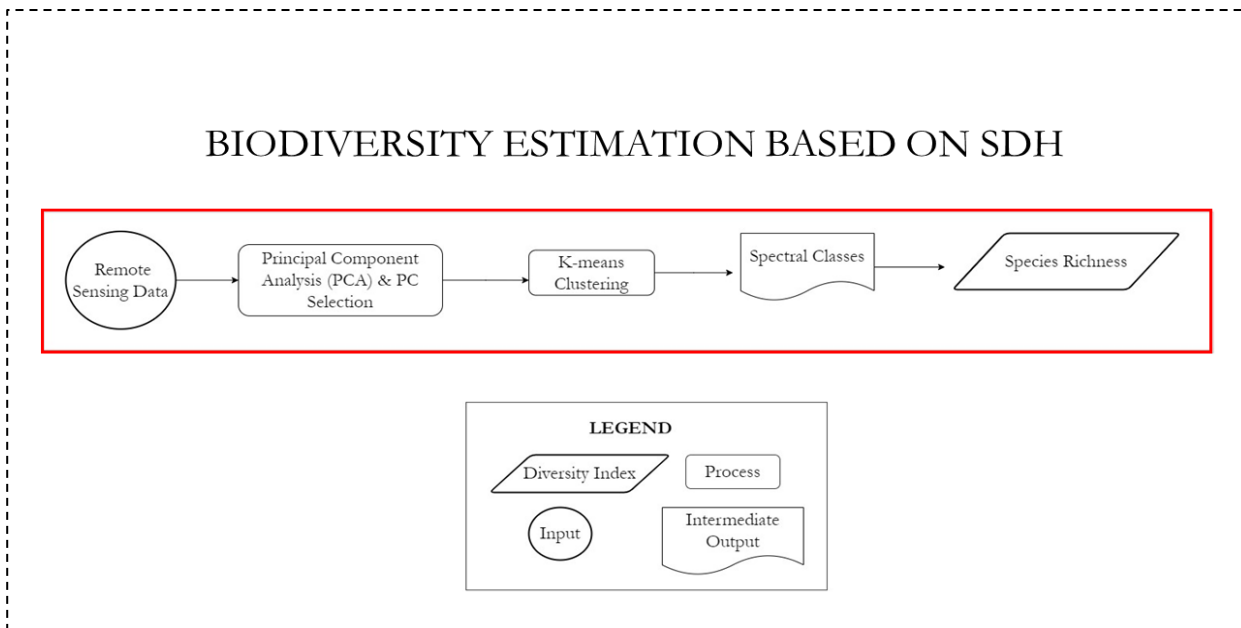 BIODIVERSITY ESTIMATION BASED ON SDH
Remote
Sensing Data
Principal Component
Analysis (PCA) & PC
Selection
K-means
Clustering
Spectral Classes
Species Richness
LEGEND
Diversity Index
Process
Input
Intermediate
Output